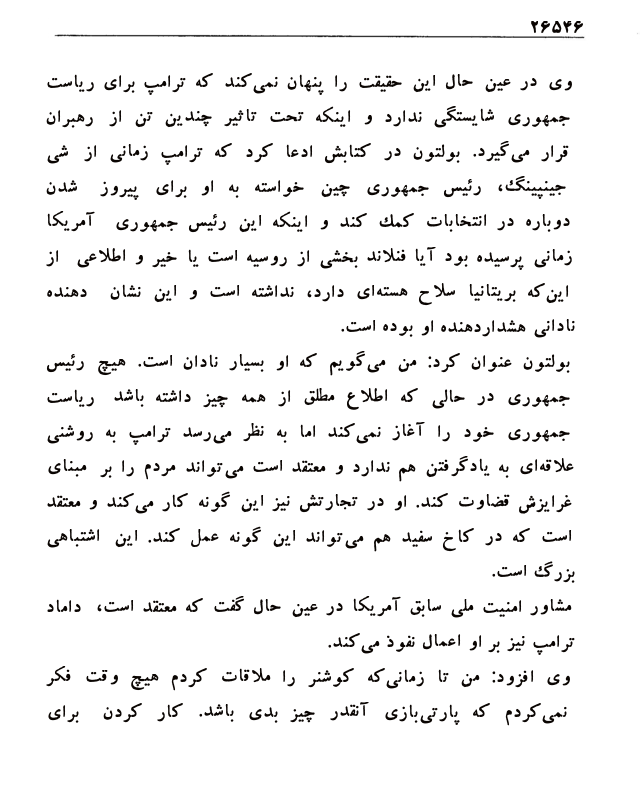 ۲۶۵۴۶
وی در عین حال این حقیقت را پنهان نمی‌کند که ترامپ برای ریاست
جمهوری شایستگی ندارد و اینکه تحت تاثیر چندین تن از رهبران
قرار می‌گیرد. بولتون در کتابش ادعا کرد که ترامپ زمانی از شی
جینپینگ، رئیس جمهوری چین خواسته به او برای پیروز شدن
دوباره در انتخابات کمک کند و اینکه این رئیس جمهوری آمریکا
زمانی پرسیده بود آیا فنلاند بخشی از روسیه است یا خیر و اطلاعی از
این‌که بریتانیا سلاح هسته‌ای دارد، نداشته است و این نشان دهنده
نادانی هشداردهنده او بوده است.
بولتون عنوان کرد: من می‌گویم که او بسیار نادان است. هیچ رئیس
جمهوری در حالی که اطلاع مطلق از همه چیز داشته باشد ریاست
جمهوری خود را آغاز نمی‌کند اما به نظر می‌رسد ترامپ به روشنی
علاقه‌ای به یادگرفتن هم ندارد و معتقد است می‌تواند مردم را بر مبنای
غرایزش قضاوت کند. او در تجارتش نیز این گونه کار می‌کند و معتقد
است که در کاخ سفید هم می‌تواند این گونه عمل کند. این اشتباهی
بزرگ است.
مشاور امنیت ملی سابق آمریکا در عین حال گفت که معتقد است، داماد
ترامپ نیز بر او اعمال نفوذ می‌کند.
وی افزود: من تا زمانی‌که کوشنر را ملاقات کردم هیچ وقت فکر
نمی‌کردم که پارتی‌بازی آنقدر چیز بدی باشد. کار کردن برای